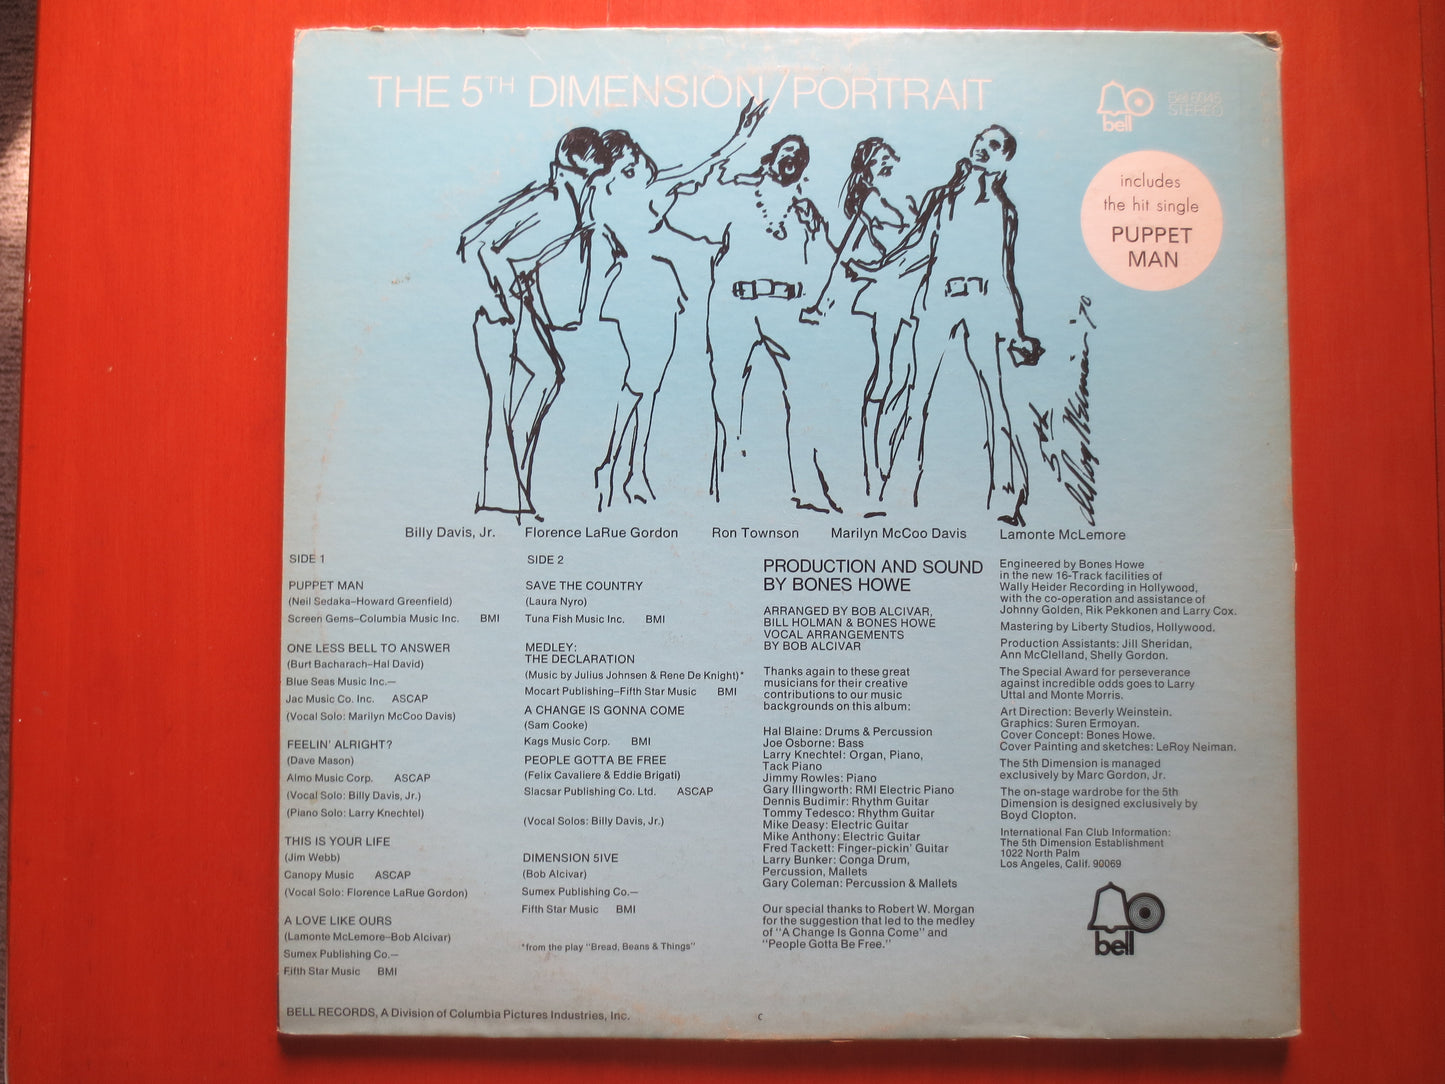 THE 5TH DIMENSION/PORTRAIT
bell
Bell 6045
STEREO
includes
the hit single
PUPPET
MAN
5th
LeRoy Neiman '70
Billy Davis, Jr.
Florence LaRue Gordon
Ron Townson
Marilyn McCoo Davis
Lamonte McLemore
SIDE 1
PUPPET MAN
(Neil Sedaka–Howard Greenfield)
Screen Gems–Columbia Music Inc. BMI
ONE LESS BELL TO ANSWER
(Burt Bacharach–Hal David)
Blue Seas Music Inc.–
Jac Music Co. Inc. ASCAP
(Vocal Solo: Marilyn McCoo Davis)
FEELIN' ALRIGHT?
(Dave Mason)
Almo Music Corp. ASCAP
(Vocal Solo: Billy Davis, Jr.)
(Piano Solo: Larry Knechtel)
THIS IS YOUR LIFE
(Jim Webb)
Canopy Music ASCAP
(Vocal Solo: Florence LaRue Gordon)
A LOVE LIKE OURS
(Lamonte McLemore–Bob Alcivar)
Sumex Publishing Co.–
Fifth Star Music BMI
SIDE 2
SAVE THE COUNTRY
(Laura Nyro)
Tuna Fish Music Inc. BMI
MEDLEY:
THE DECLARATION
(Music by Julius Johnsen & Rene De Knight)*
Mocart Publishing–Fifth Star Music BMI
A CHANGE IS GONNA COME
(Sam Cooke)
Kags Music Corp. BMI
PEOPLE GOTTA BE FREE
(Felix Cavaliere & Eddie Brigati)
Slacsar Publishing Co. Ltd. ASCAP
(Vocal Solos: Billy Davis, Jr.)
DIMENSION 5IVE
(Bob Alcivar)
Sumex Publishing Co.–
Fifth Star Music BMI
*from the play "Bread, Beans & Things"
PRODUCTION AND SOUND
BY BONES HOWE
ARRANGED BY BOB ALCIVAR,
BILL HOLMAN & BONES HOWE
VOCAL ARRANGEMENTS
BY BOB ALCIVAR
Thanks again to these great
musicians for their creative
contributions to our music
backgrounds on this album:
Hal Blaine: Drums & Percussion
Joe Osborne: Bass
Larry Knechtel: Organ, Piano,
Tack Piano
Jimmy Rowles: Piano
Gary Illingworth: RMI Electric Piano
Dennis Budimir: Rhythm Guitar
Tommy Tedesco: Rhythm Guitar
Mike Deasy: Electric Guitar
Mike Anthony: Electric Guitar
Fred Tackett: Finger-pickin' Guitar
Larry Bunker: Conga Drum,
Percussion, Mallets
Gary Coleman: Percussion & Mallets
Our special thanks to Robert W. Morgan
for the suggestion that led to the medley
of "A Change Is Gonna Come" and
"People Gotta Be Free."
Engineered by Bones Howe
in the new 16-Track facilities of
Wally Heider Recording in Hollywood,
with the co-operation and assistance of
Johnny Golden, Rik Pekkonen and Larry Cox.
Mastering by Liberty Studios, Hollywood.
Production Assistants: Jill Sheridan,
Ann McClelland, Shelly Gordon.
The Special Award for perseverance
against incredible odds goes to Larry
Uttal and Monte Morris.
Art Direction: Beverly Weinstein.
Graphics: Suren Ermoyan.
Cover Concept: Bones Howe.
Cover Painting and sketches: LeRoy Neiman.
The 5th Dimension is managed
exclusively by Marc Gordon, Jr.
The on-stage wardrobe for the 5th
Dimension is designed exclusively by
Boyd Clopton.
International Fan Club Information:
The 5th Dimension Establishment
1022 North Palm
Los Angeles, Calif. 90069
bell
BELL RECORDS, A Division of Columbia Pictures Industries, Inc.
c